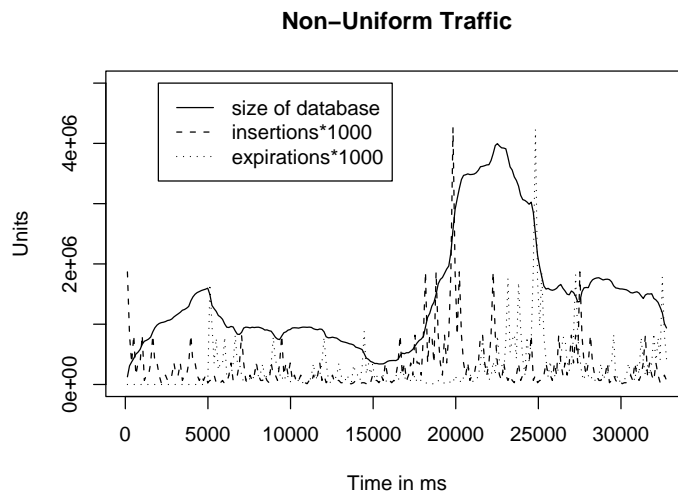 Non−Uniform Traffic
size of database
insertions*1000
expirations*1000
Units
4e+06
2e+06
0e+00
0 5000 10000 15000 20000 25000 30000
Time in ms